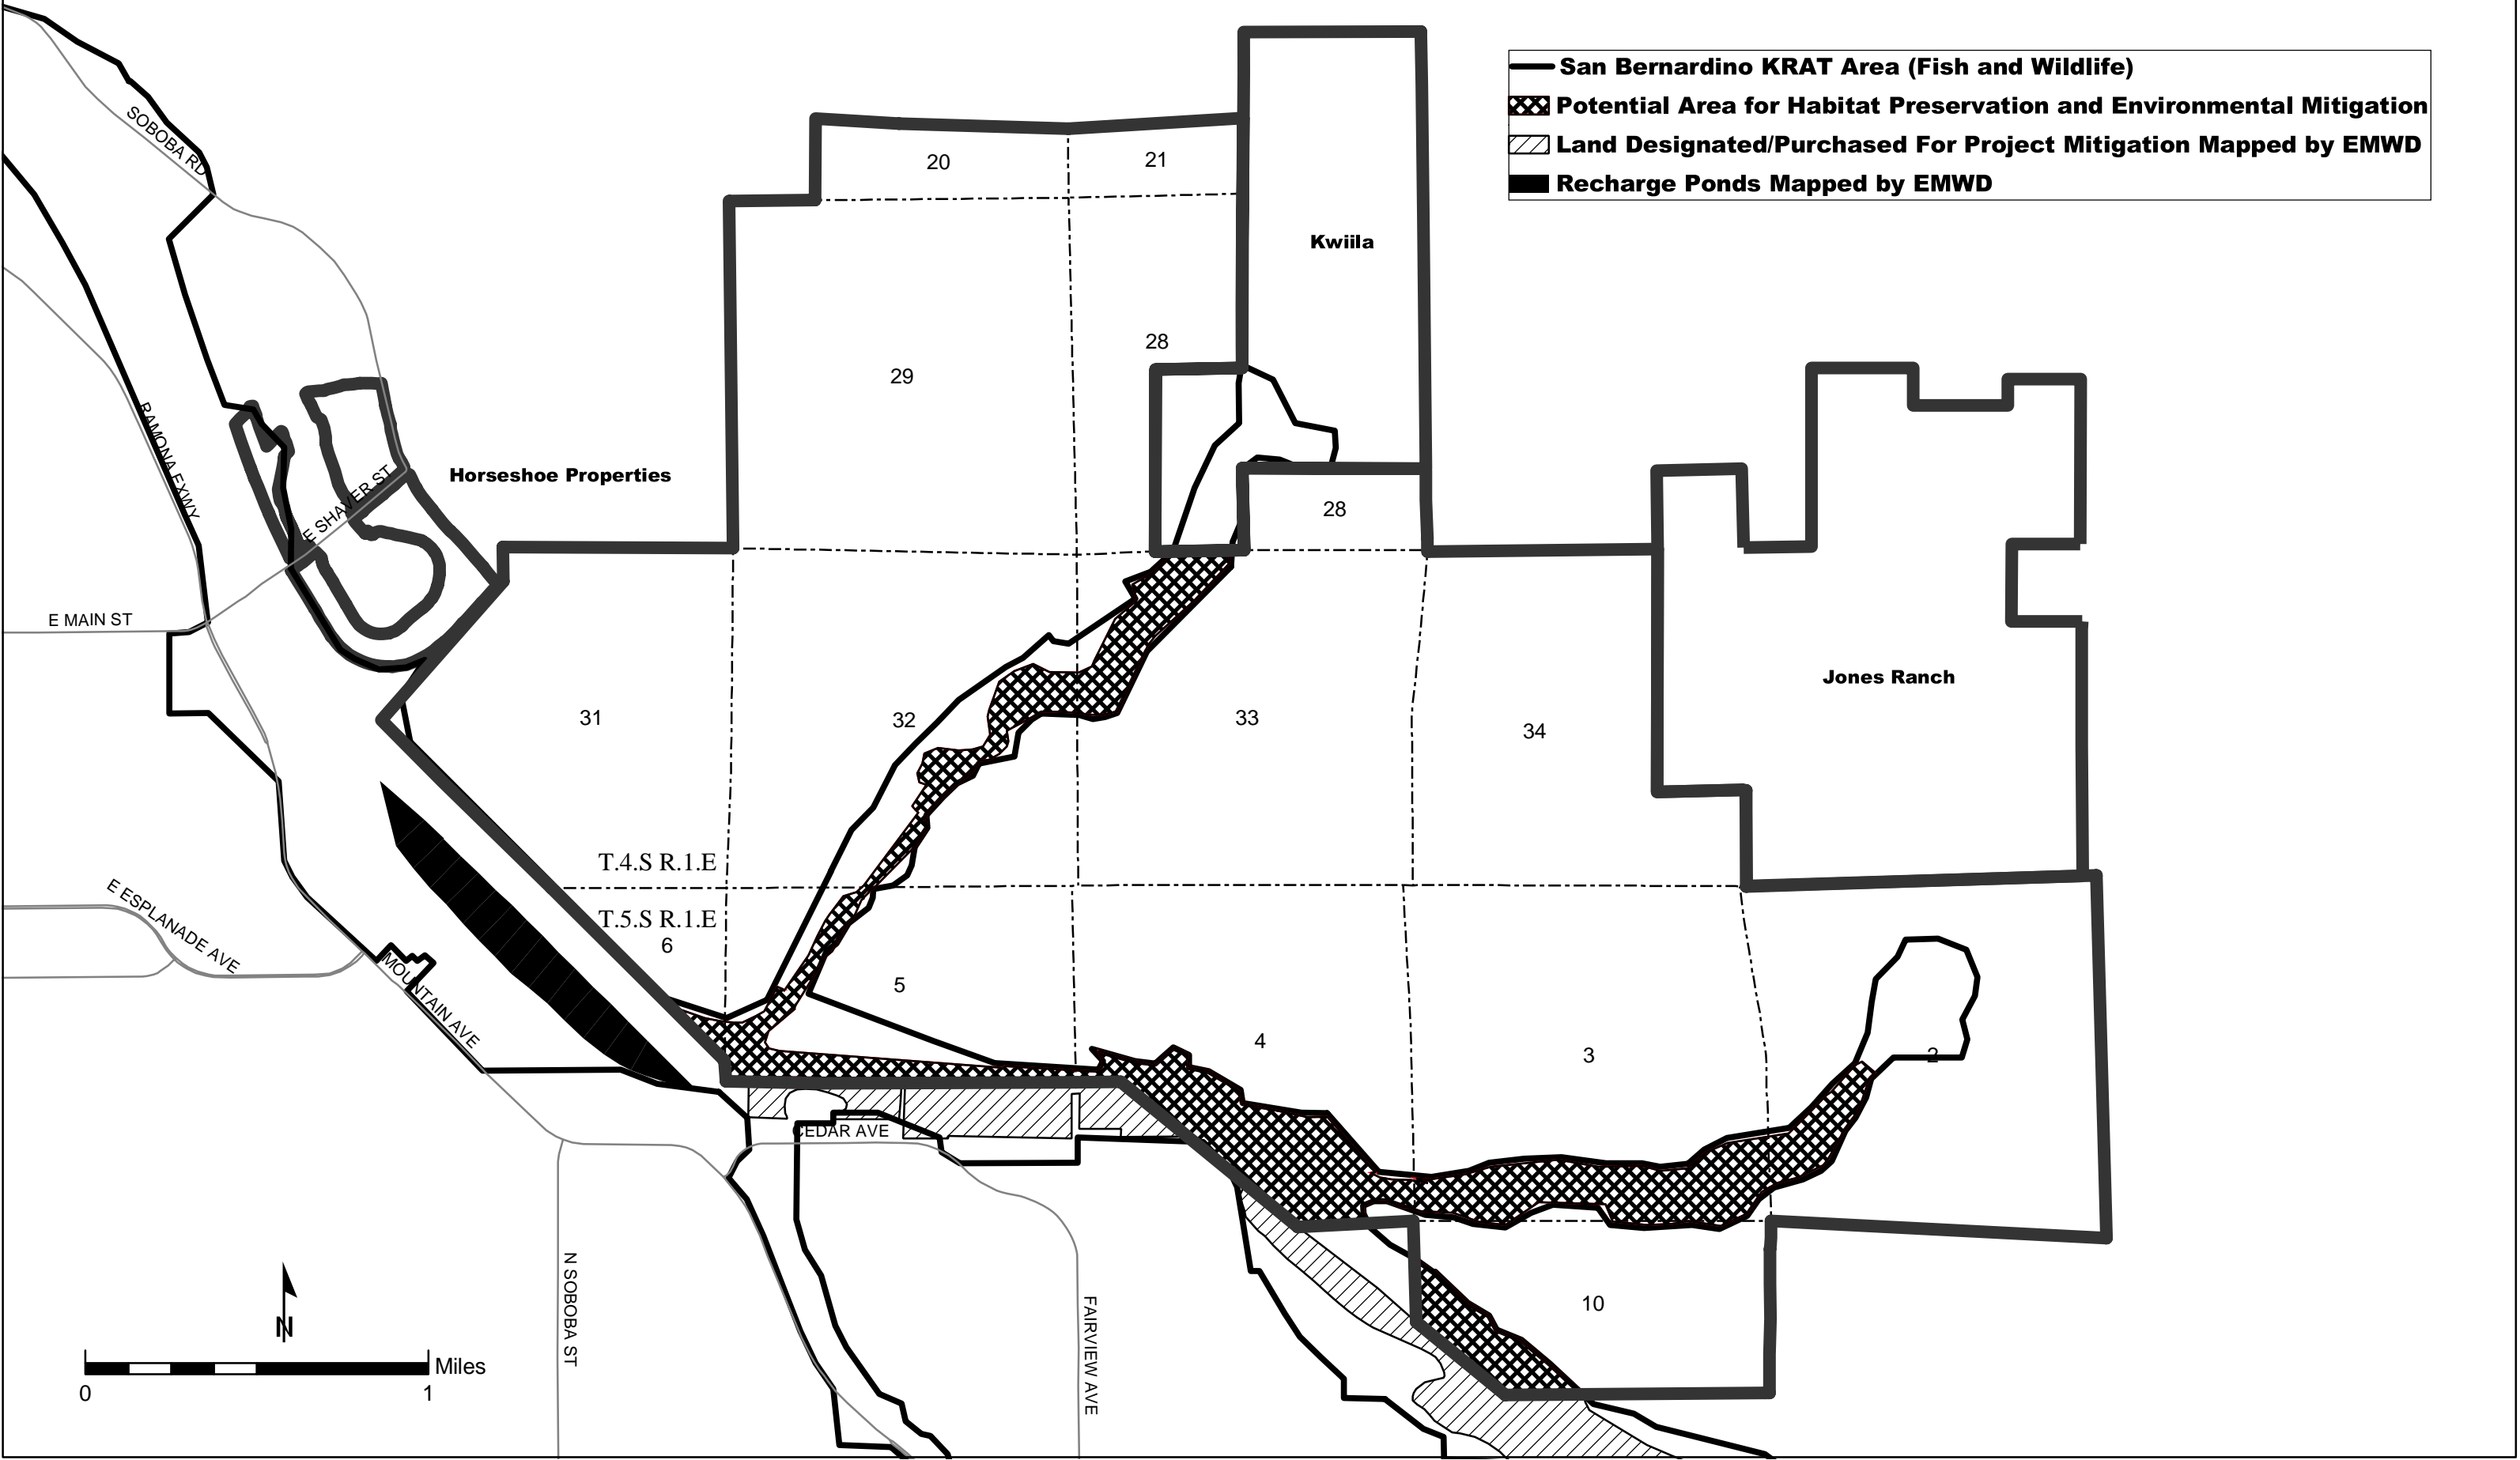 San Bernardino KRAT Area (Fish and Wildlife)
Potential Area for Habitat Preservation and Environmental Mitigation
Land Designated/Purchased For Project Mitigation Mapped by EMWD
Recharge Ponds Mapped by EMWD
SOBOBA RD
20
21
Kwiila
28
29
RAMONA EXWY
Horseshoe Properties
E SHAVER ST
28
E MAIN ST
Jones Ranch
31
32
33
34
T.4.S R.1.E
T.5.S R.1.E
6
E ESPLANADE AVE
MOUNTAIN AVE
5
4
3
2
CEDAR AVE
N SOBOBA ST
FAIRVIEW AVE
10
N
Miles
0
1